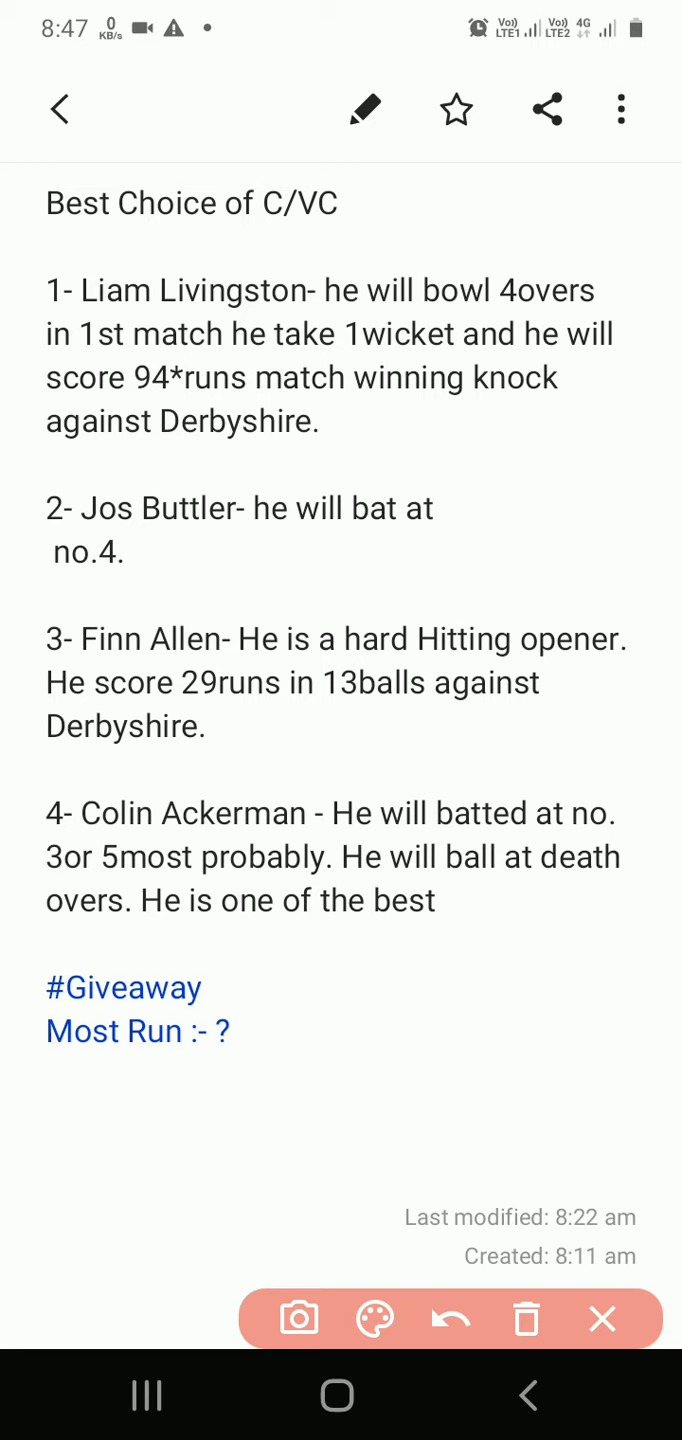 8:47
0
KB/s
Vo))
LTE1
Vo))
LTE2
4G
Best Choice of C/VC
1- Liam Livingston- he will bowl 4overs
in 1st match he take 1wicket and he will
score 94*runs match winning knock
against Derbyshire.
2- Jos Buttler- he will bat at
no.4.
3- Finn Allen- He is a hard Hitting opener.
He score 29runs in 13balls against
Derbyshire.
4- Colin Ackerman - He will batted at no.
3or 5most probably. He will ball at death
overs. He is one of the best
#Giveaway
Most Run :- ?
Last modified: 8:22 am
Created: 8:11 am